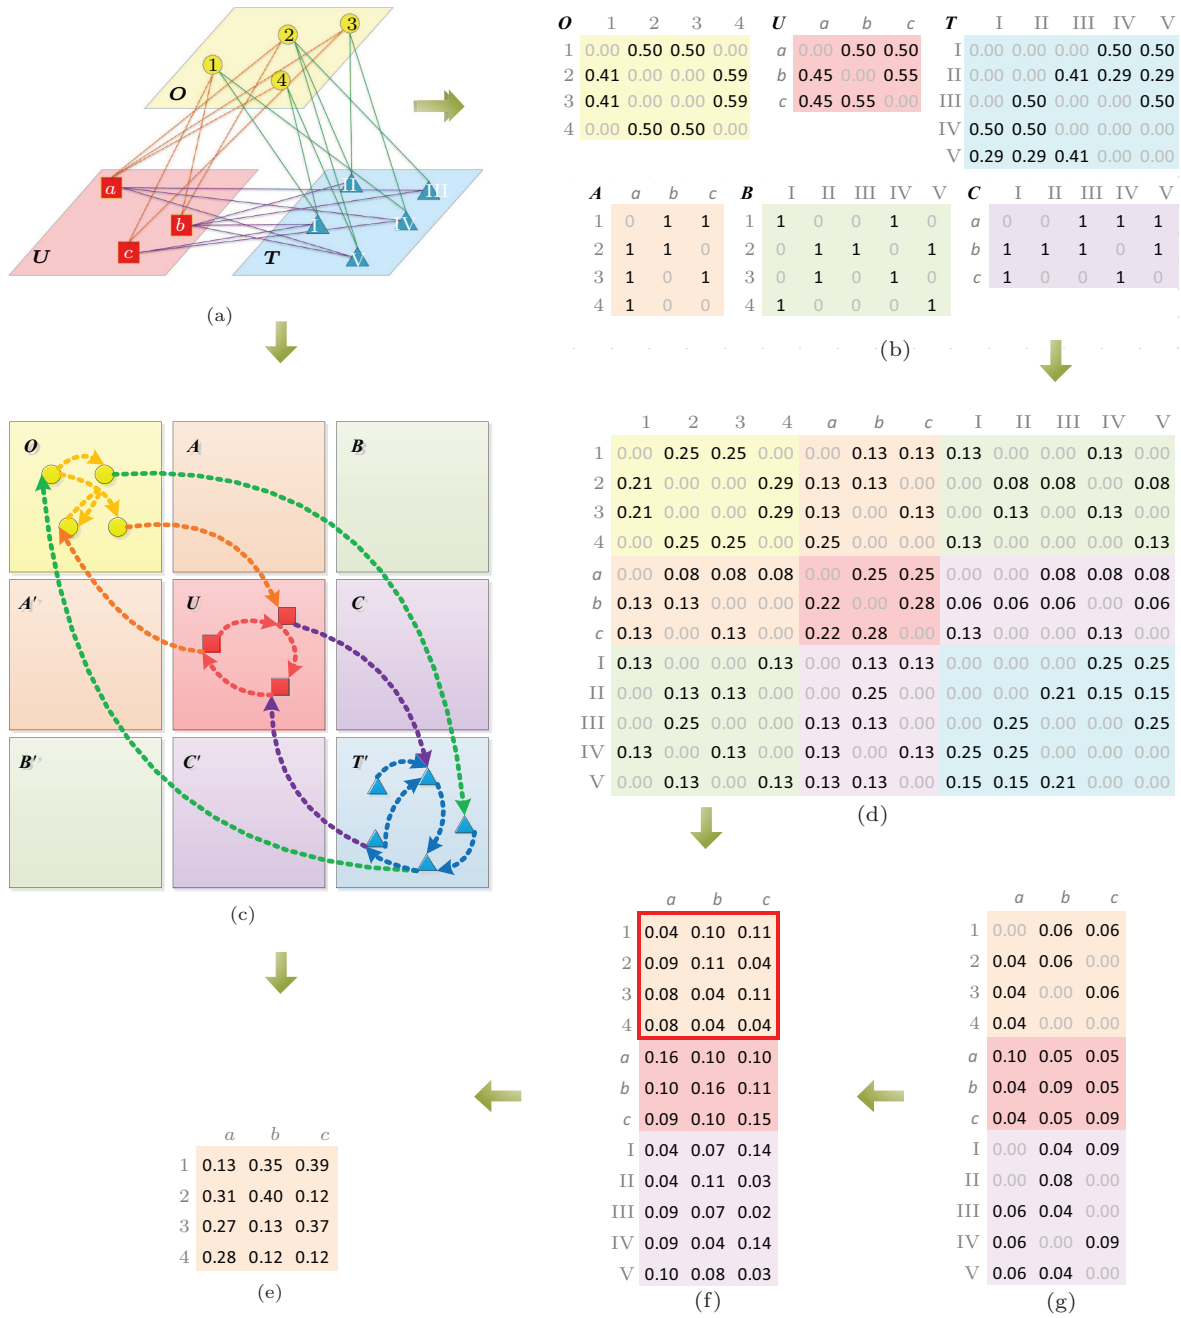 1
2
3
4
O
a
b
c
U
I
II
III
IV
V
T
(a)
O 1 2 3 4
1 0.00 0.50 0.50 0.00
2 0.41 0.00 0.00 0.59
3 0.41 0.00 0.00 0.59
4 0.00 0.50 0.50 0.00
U a b c
a 0.00 0.50 0.50
b 0.45 0.00 0.55
c 0.45 0.55 0.00
T I II III IV V
I 0.00 0.00 0.00 0.50 0.50
II 0.00 0.00 0.41 0.29 0.29
III 0.00 0.50 0.00 0.00 0.50
IV 0.50 0.50 0.00 0.00 0.00
V 0.29 0.29 0.41 0.00 0.00
A a b c
1 0 1 1
2 1 1 0
3 1 0 1
4 1 0 0
B I II III IV V
1 1 0 0 1 0
2 0 1 1 0 1
3 0 1 0 1 0
4 1 0 0 0 1
C I II III IV V
a 0 0 1 1 1
b 1 1 1 0 1
c 1 0 0 1 0
(b)
O A B
A' U C
B' C' T'
(c)
1 2 3 4 a b c I II III IV V
1 0.00 0.25 0.25 0.00 0.00 0.13 0.13 0.13 0.00 0.00 0.13 0.00
2 0.21 0.00 0.00 0.29 0.13 0.13 0.00 0.00 0.08 0.08 0.00 0.08
3 0.21 0.00 0.00 0.29 0.13 0.00 0.13 0.00 0.13 0.00 0.13 0.00
4 0.00 0.25 0.25 0.00 0.25 0.00 0.00 0.13 0.00 0.00 0.00 0.13
a 0.00 0.08 0.08 0.08 0.00 0.25 0.25 0.00 0.00 0.08 0.08 0.08
b 0.13 0.13 0.00 0.00 0.22 0.00 0.28 0.06 0.06 0.06 0.00 0.06
c 0.13 0.00 0.13 0.00 0.22 0.28 0.00 0.13 0.00 0.00 0.13 0.00
I 0.13 0.00 0.00 0.13 0.00 0.13 0.13 0.00 0.00 0.00 0.25 0.25
II 0.00 0.13 0.13 0.00 0.00 0.25 0.00 0.00 0.00 0.21 0.15 0.15
III 0.00 0.25 0.00 0.00 0.13 0.13 0.00 0.00 0.25 0.00 0.00 0.25
IV 0.13 0.00 0.13 0.00 0.13 0.00 0.13 0.25 0.25 0.00 0.00 0.00
V 0.00 0.13 0.00 0.13 0.13 0.13 0.00 0.15 0.15 0.21 0.00 0.00
(d)
a b c
1 0.13 0.35 0.39
2 0.31 0.40 0.12
3 0.27 0.13 0.37
4 0.28 0.12 0.12
(e)
a b c
1 0.04 0.10 0.11
2 0.09 0.11 0.04
3 0.08 0.04 0.11
4 0.08 0.04 0.04
a 0.16 0.10 0.10
b 0.10 0.16 0.11
c 0.09 0.10 0.15
I 0.04 0.07 0.14
II 0.04 0.11 0.03
III 0.09 0.07 0.02
IV 0.09 0.04 0.14
V 0.10 0.08 0.03
(f)
a b c
1 0.00 0.06 0.06
2 0.04 0.06 0.00
3 0.04 0.00 0.06
4 0.04 0.00 0.00
a 0.10 0.05 0.05
b 0.04 0.09 0.05
c 0.04 0.05 0.09
I 0.00 0.04 0.09
II 0.00 0.08 0.00
III 0.06 0.04 0.00
IV 0.06 0.00 0.09
V 0.06 0.04 0.00
(g)